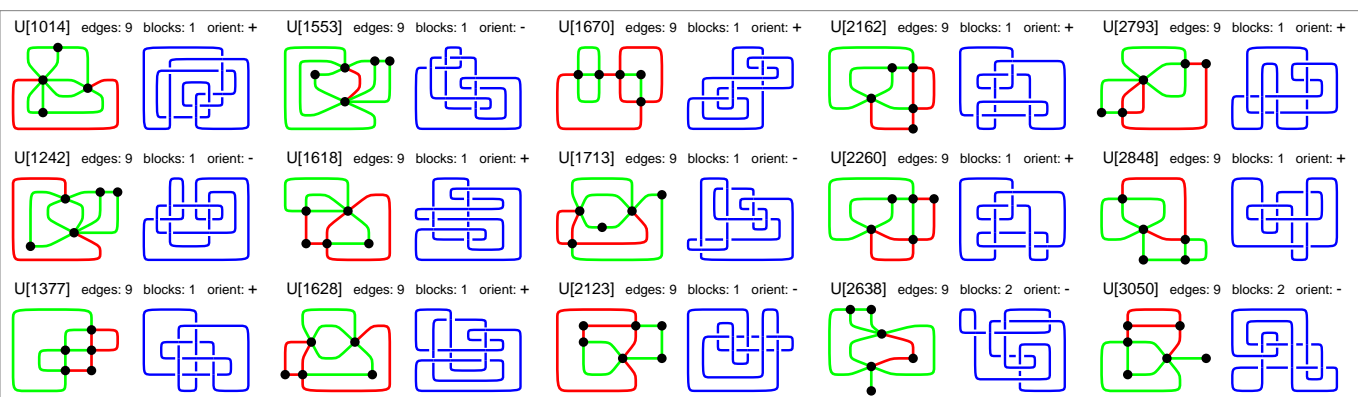 U[1014] edges: 9 blocks: 1 orient: +
U[1553] edges: 9 blocks: 1 orient: -
U[1670] edges: 9 blocks: 1 orient: +
U[2162] edges: 9 blocks: 1 orient: +
U[2793] edges: 9 blocks: 1 orient: +
U[1242] edges: 9 blocks: 1 orient: -
U[1618] edges: 9 blocks: 1 orient: +
U[1713] edges: 9 blocks: 1 orient: -
U[2260] edges: 9 blocks: 1 orient: +
U[2848] edges: 9 blocks: 1 orient: +
U[1377] edges: 9 blocks: 1 orient: +
U[1628] edges: 9 blocks: 1 orient: +
U[2123] edges: 9 blocks: 1 orient: -
U[2638] edges: 9 blocks: 2 orient: -
U[3050] edges: 9 blocks: 2 orient: -